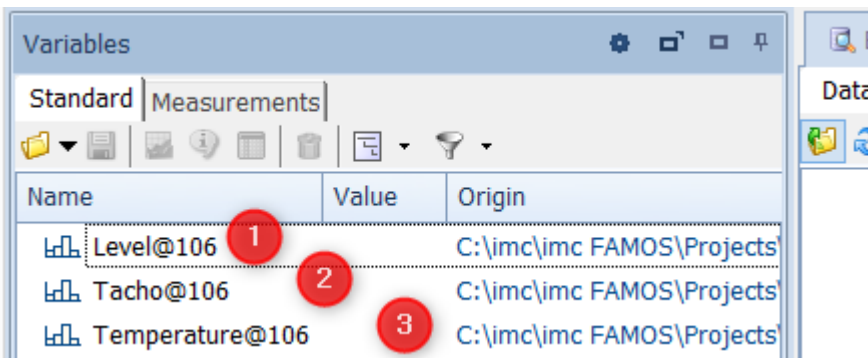 Variables
Standard Measurements
Data
Name Value Origin
Level@106 1 C:\imc\imc FAMOS\Projects\
Tacho@106 2 C:\imc\imc FAMOS\Projects\
Temperature@106 3 C:\imc\imc FAMOS\Projects\